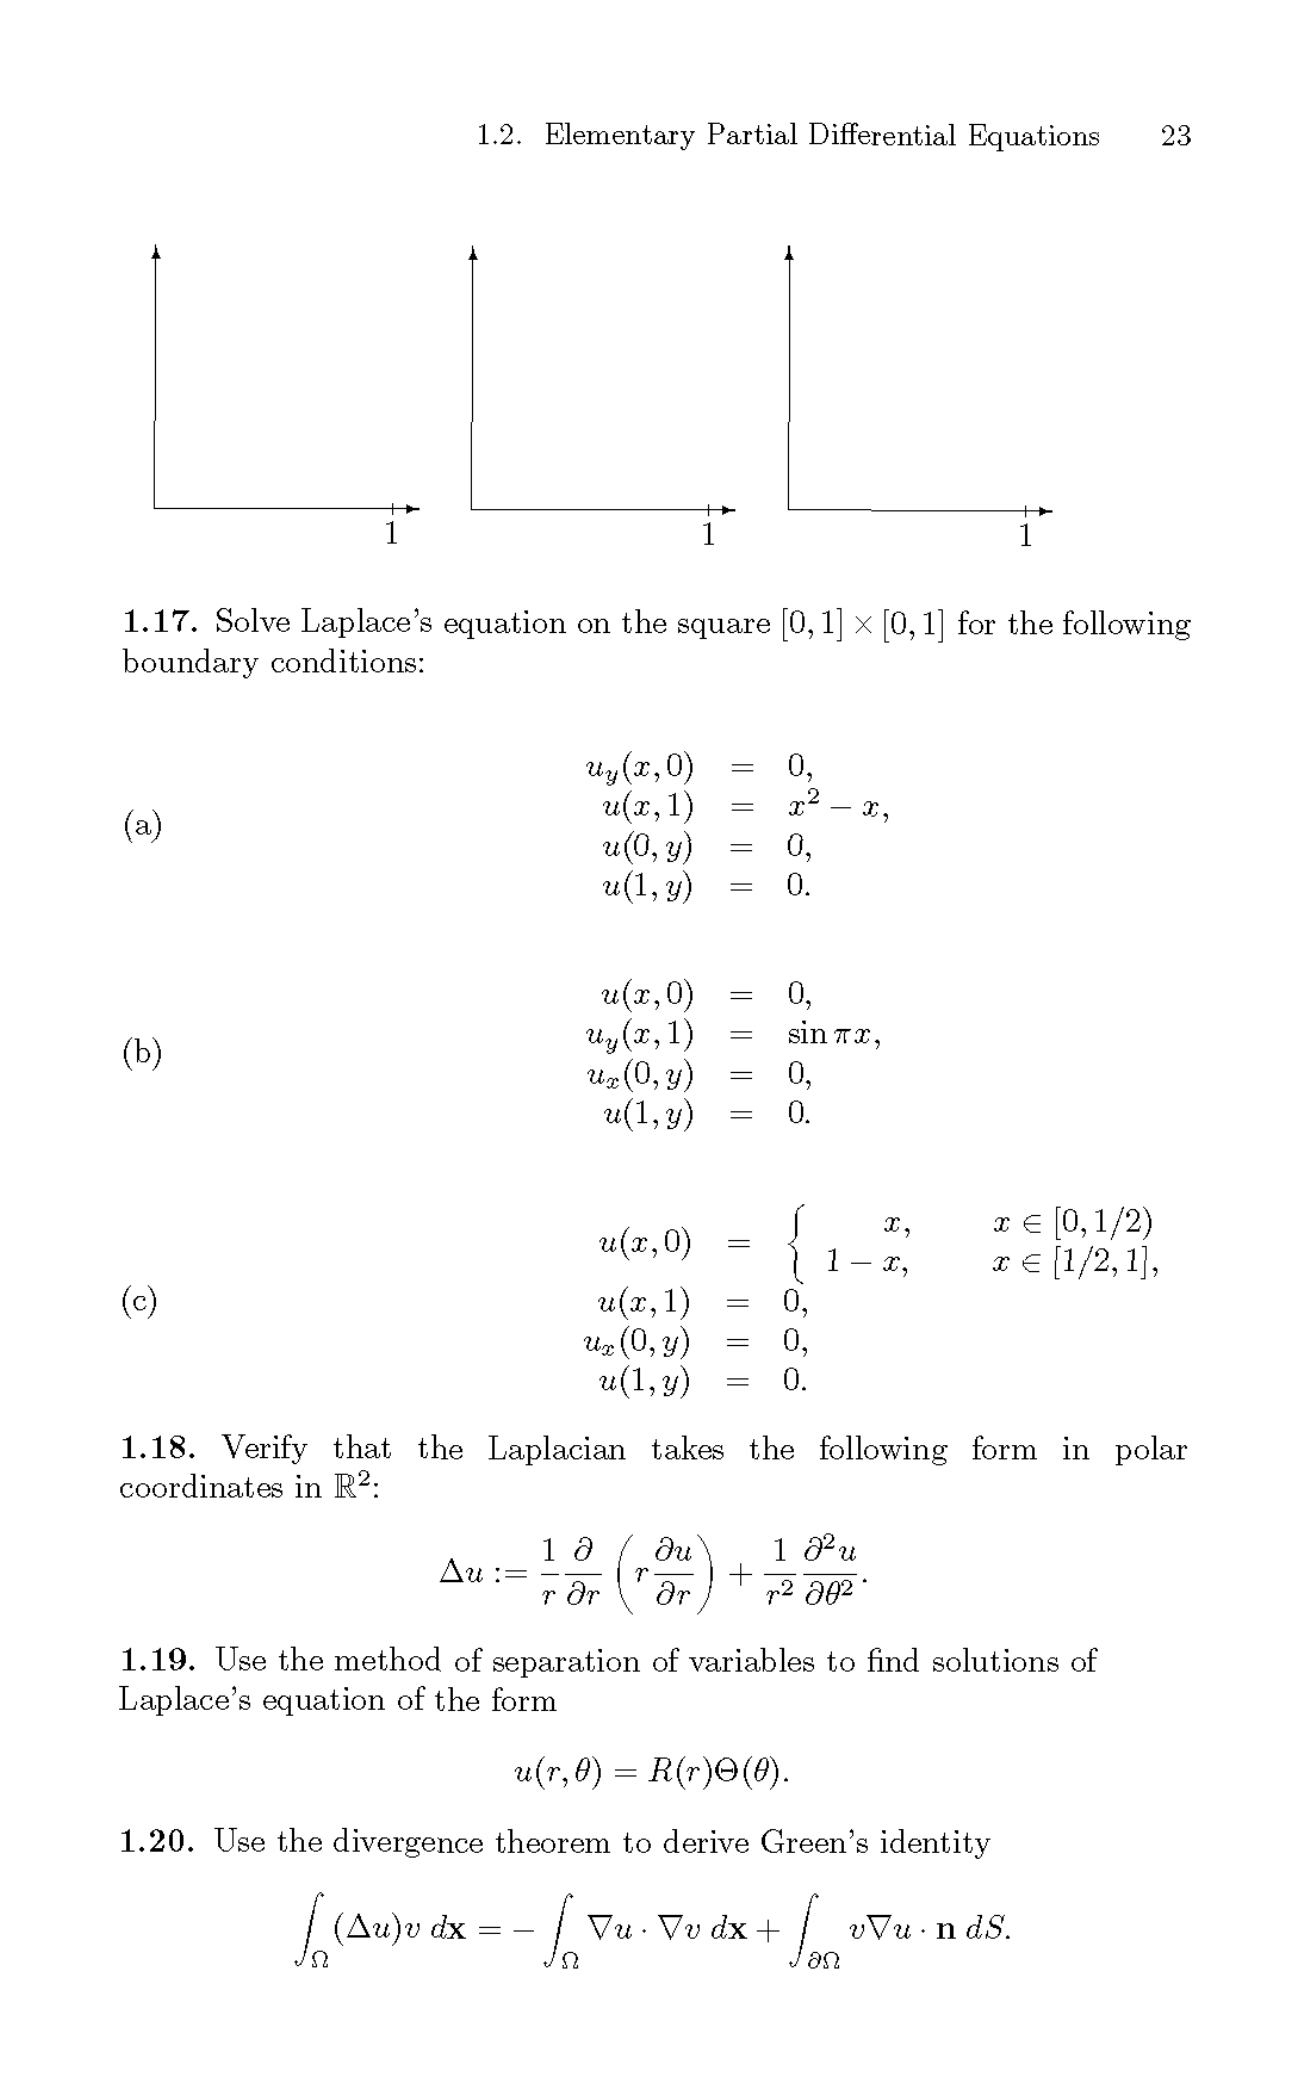 1.2. Elementary Partial Differential Equations 23
1 1 1
1.17. Solve Laplace's equation on the square [0, 1] × [0, 1] for the following
boundary conditions:
(a)
u_y(x, 0) = 0,
u(x, 1) = x² − x,
u(0, y) = 0,
u(1, y) = 0.
(b)
u(x, 0) = 0,
u_y(x, 1) = sin πx,
u_x(0, y) = 0,
u(1, y) = 0.
(c)
u(x, 0) = { x, x ∈ [0, 1/2)
1 − x, x ∈ [1/2, 1],
u(x, 1) = 0,
u_x(0, y) = 0,
u(1, y) = 0.
1.18. Verify that the Laplacian takes the following form in polar
coordinates in ℝ²:
Δu := 1/r ∂/∂r (r ∂u/∂r) + 1/r² ∂²u/∂θ².
1.19. Use the method of separation of variables to find solutions of
Laplace's equation of the form
u(r, θ) = R(r)Θ(θ).
1.20. Use the divergence theorem to derive Green's identity
∫_Ω (Δu)v dx = − ∫_Ω ∇u · ∇v dx + ∫_∂Ω v∇u · n dS.